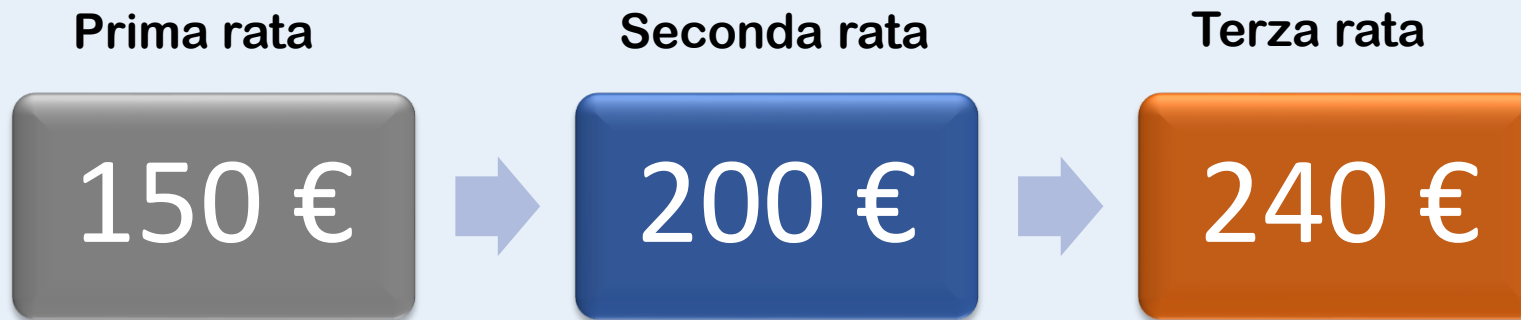 Prima rata
Seconda rata
Terza rata
150 €
200 €
240 €